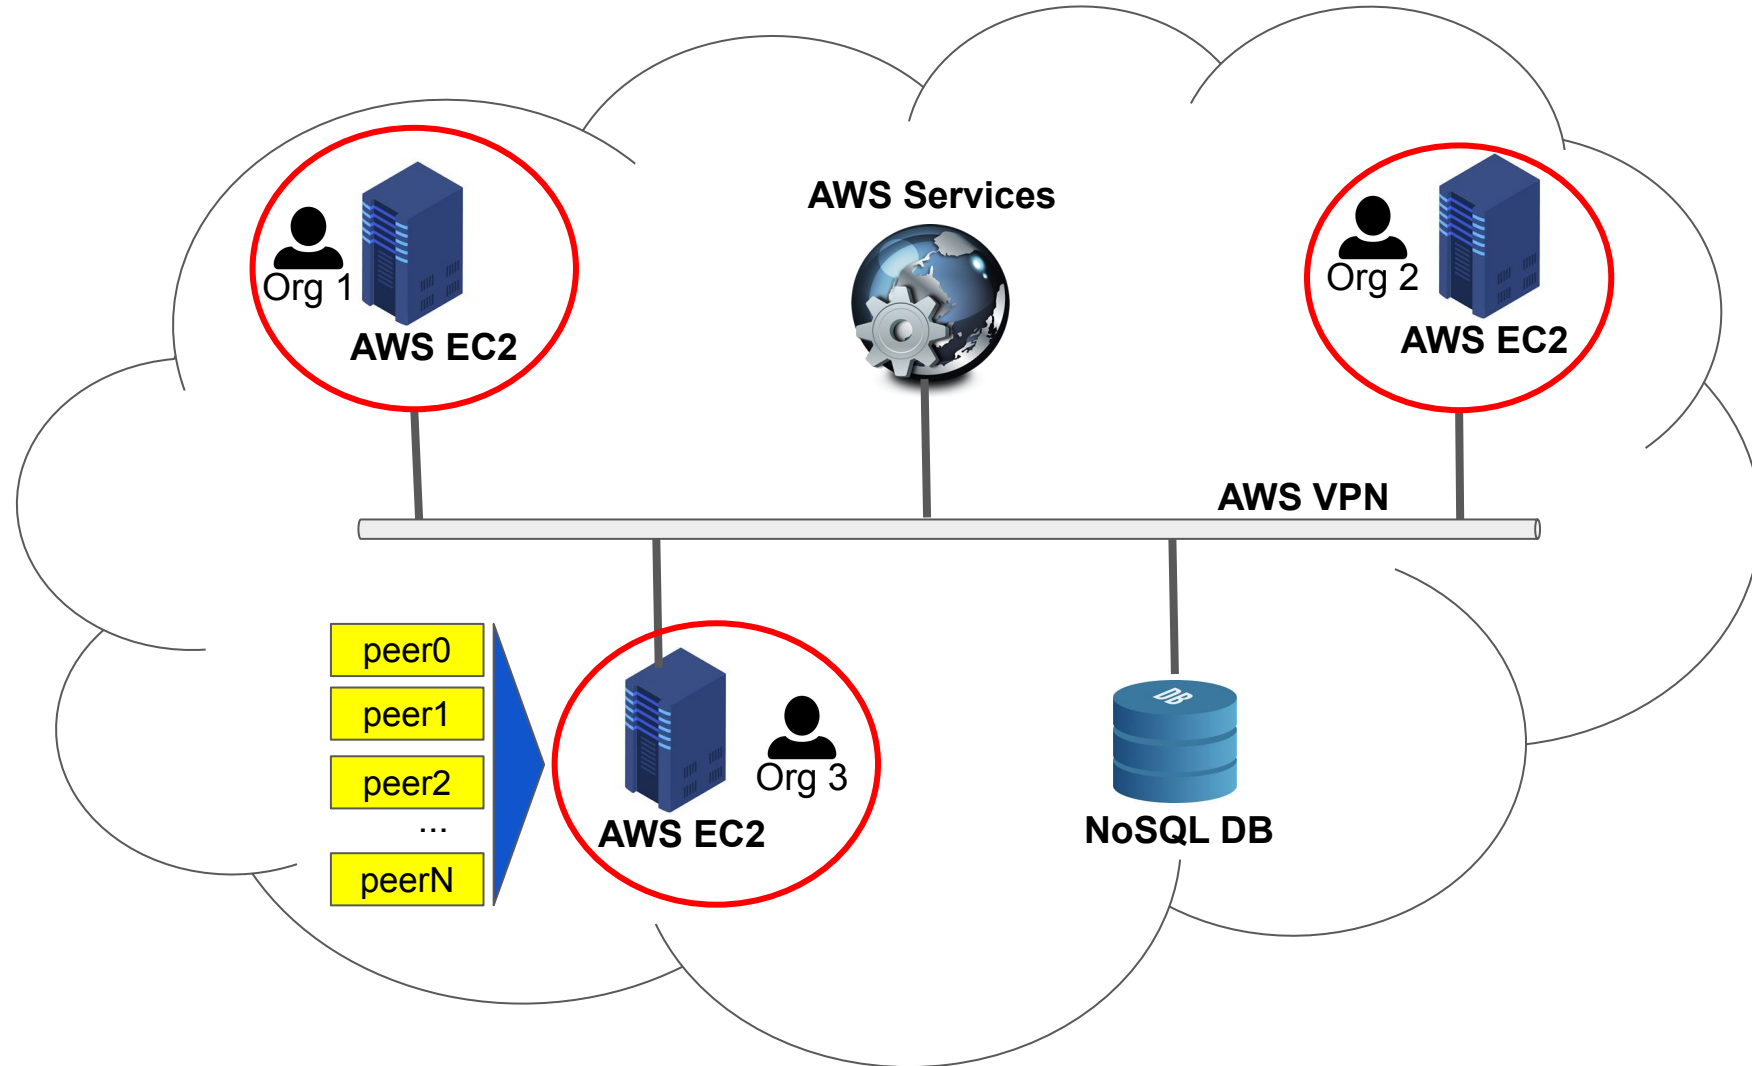 Org 1
AWS EC2
AWS Services
Org 2
AWS EC2
AWS VPN
peer0
peer1
peer2
...
peerN
Org 3
AWS EC2
DB
NoSQL DB